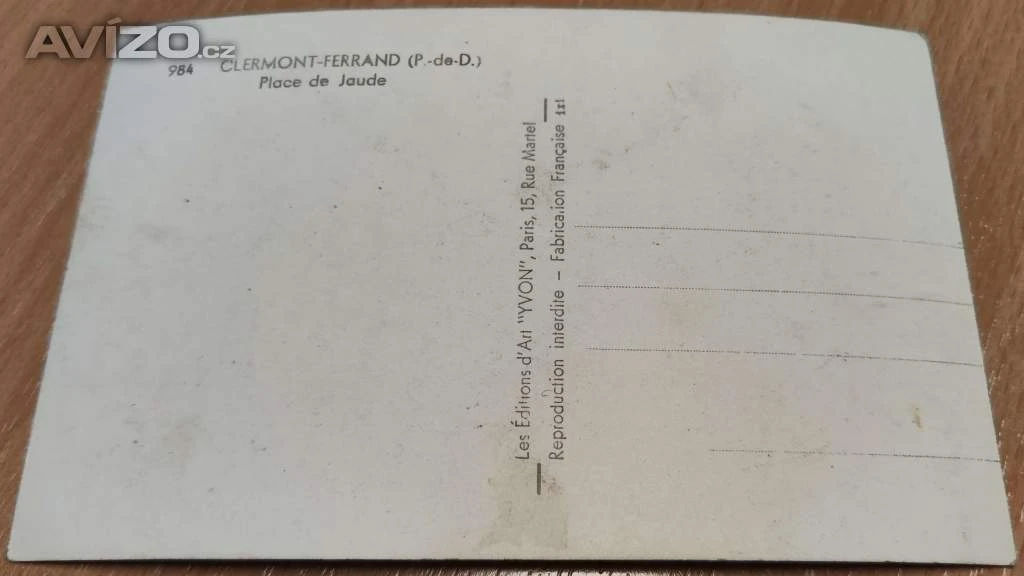 AVÍZO.cz
984 CLERMONT-FERRAND (P.-de-D.)
Place de Jaude
Les Éditions d'Art "YVON", Paris, 15, Rue Martel
Reproduction interdite - Fabrication Française